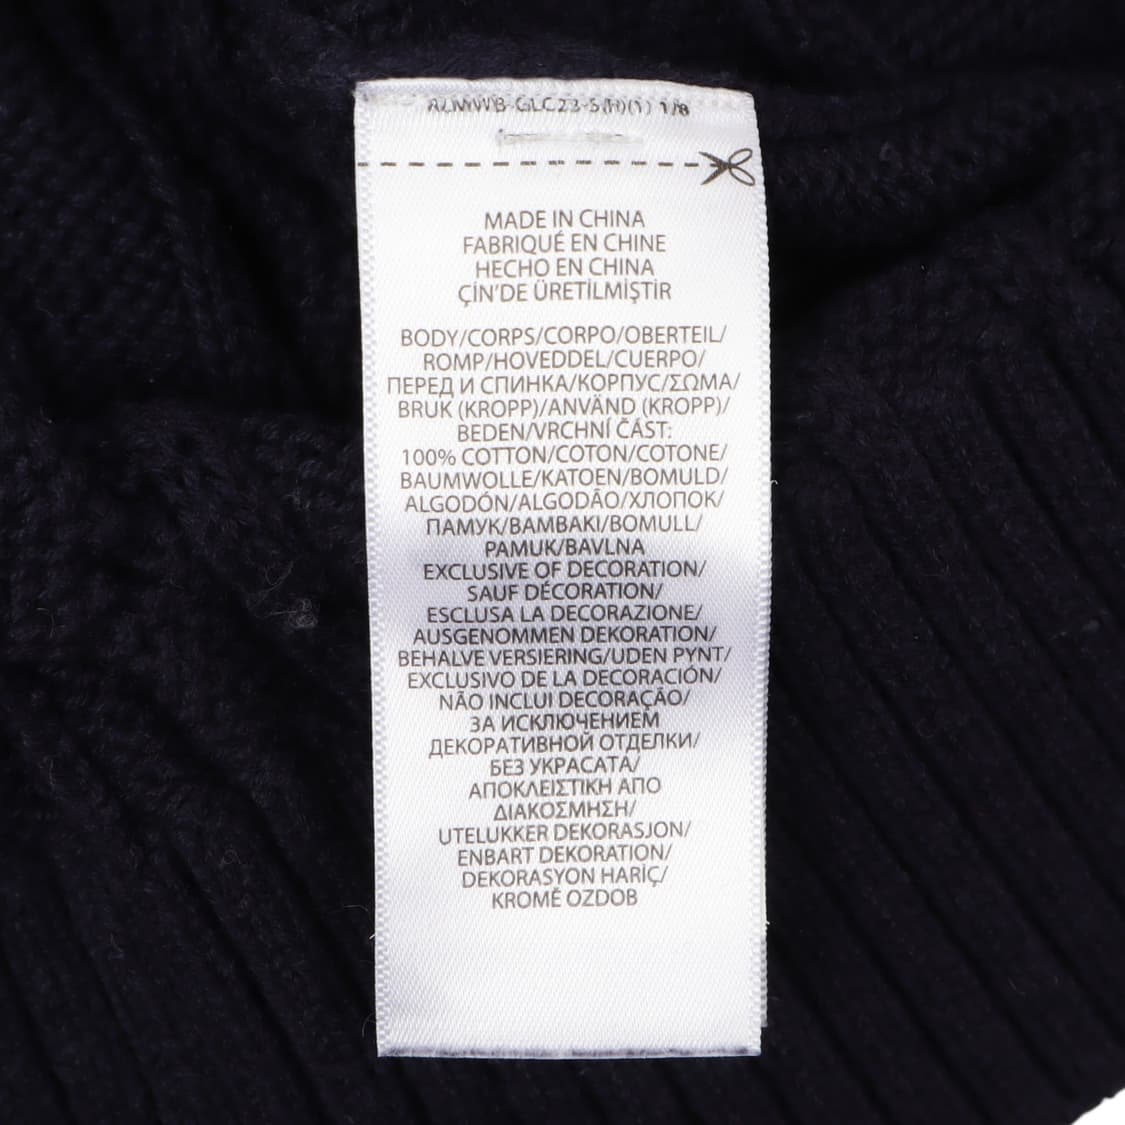 MADE IN CHINA
FABRIQUÉ EN CHINE
HECHO EN CHINA
ÇİN'DE ÜRETİLMİŞTİR
BODY/CORPS/CORPO/OBERTEIL/
ROMP/HOVEDDEL/CUERPO/
ПЕРЕД И СПИНКА/КОРПУС/ΣΩΜΑ/
BRUK (KROPP)/ANVÄND (KROPP)/
BEDEN/VRCHNÍ ČÁST:
100% COTTON/COTON/COTONE/
BAUMWOLLE/KATOEN/BOMULD/
ALGODÓN/ALGODÃO/ХЛОПОК/
ПАМУК/ΒΑΜΒΑΚΙ/BOMULL/
PAMUK/BAVLNA
EXCLUSIVE OF DECORATION/
SAUF DÉCORATION/
ESCLUSA LA DECORAZIONE/
AUSGENOMMEN DEKORATION/
BEHALVE VERSIERING/UDEN PYNT/
EXCLUSIVO DE LA DECORACIÓN/
NÃO INCLUI DECORAÇÃO/
ЗА ИСКЛЮЧЕНИЕМ
ДЕКОРАТИВНОЙ ОТДЕЛКИ/
БЕЗ УКРАСАТА/
ΑΠΟΚΛΕΙΣΤΙΚΗ ΑΠΟ
ΔΙΑΚΟΣΜΗΣΗ/
UTELUKKER DEKORASJON/
ENBART DEKORATION/
DEKORASYON HARİÇ/
KROMĚ OZDOB